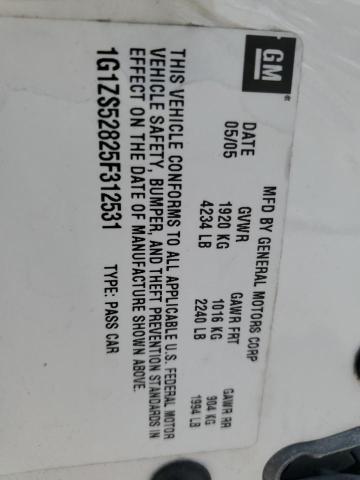 GM
MFD BY GENERAL MOTORS CORP
DATE GVWR GAWR FRT GAWR RR
05/05 1920 KG 1016 KG 904 KG
4234 LB 2240 LB 1994 LB
THIS VEHICLE CONFORMS TO ALL APPLICABLE U.S. FEDERAL MOTOR
VEHICLE SAFETY, BUMPER, AND THEFT PREVENTION STANDARDS IN
EFFECT ON THE DATE OF MANUFACTURE SHOWN ABOVE.
1G1ZS52825F312531 TYPE: PASS CAR